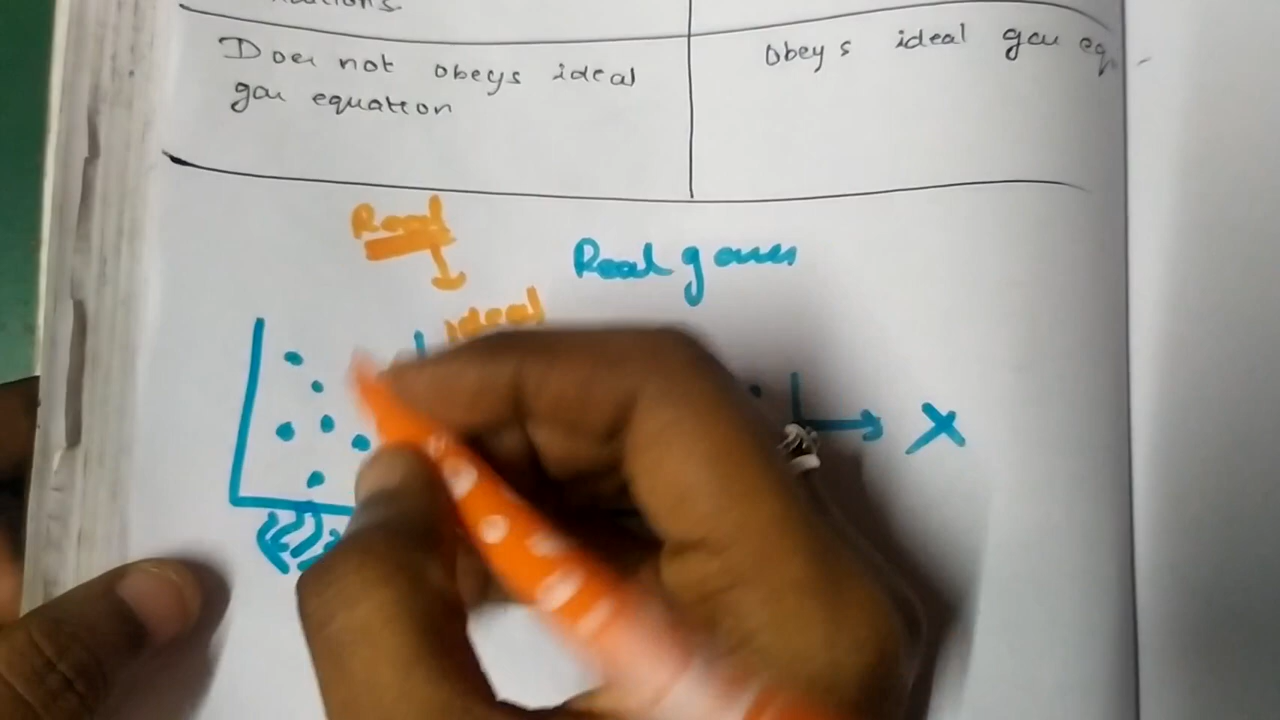 Does not obeys ideal
gas equation
obeys ideal gas eq.
Real
Real gases
ideal
X